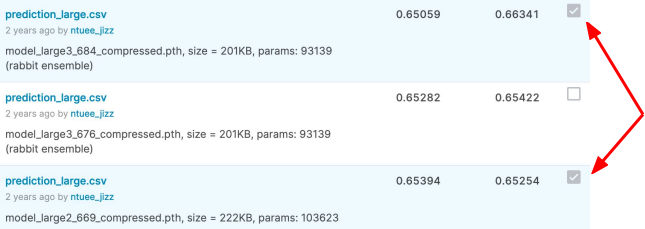 prediction_large.csv 0.65059 0.66341
2 years ago by ntuee_jizz
model_large3_684_compressed.pth, size = 201KB, params: 93139
(rabbit ensemble)
prediction_large.csv 0.65282 0.65422
2 years ago by ntuee_jizz
model_large3_676_compressed.pth, size = 201KB, params: 93139
(rabbit ensemble)
prediction_large.csv 0.65394 0.65254
2 years ago by ntuee_jizz
model_large2_669_compressed.pth, size = 222KB, params: 103623